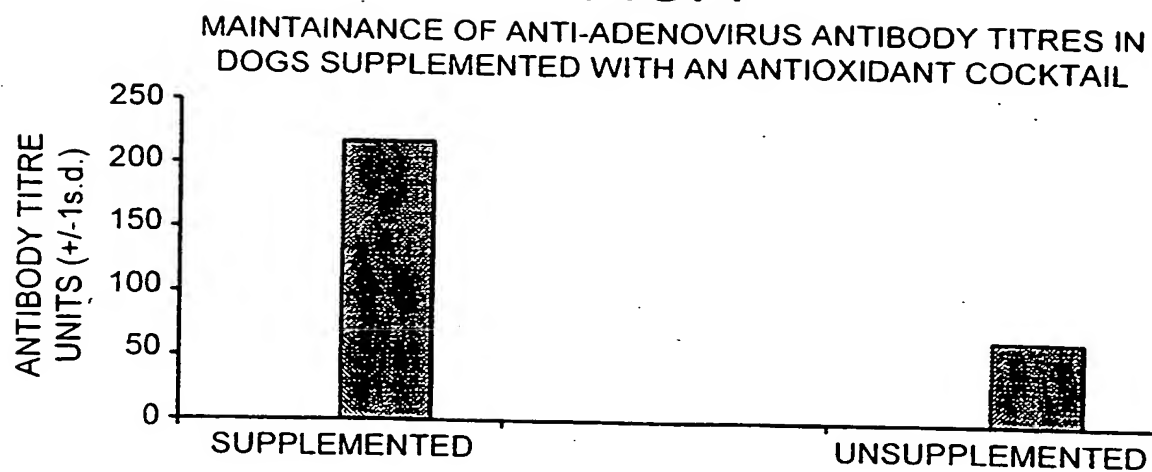 MAINTAINANCE OF ANTI-ADENOVIRUS ANTIBODY TITRES IN
DOGS SUPPLEMENTED WITH AN ANTIOXIDANT COCKTAIL
ANTIBODY TITRE
UNITS (+/-1s.d.)
250
200
150
100
50
0
SUPPLEMENTED
UNSUPPLEMENTED